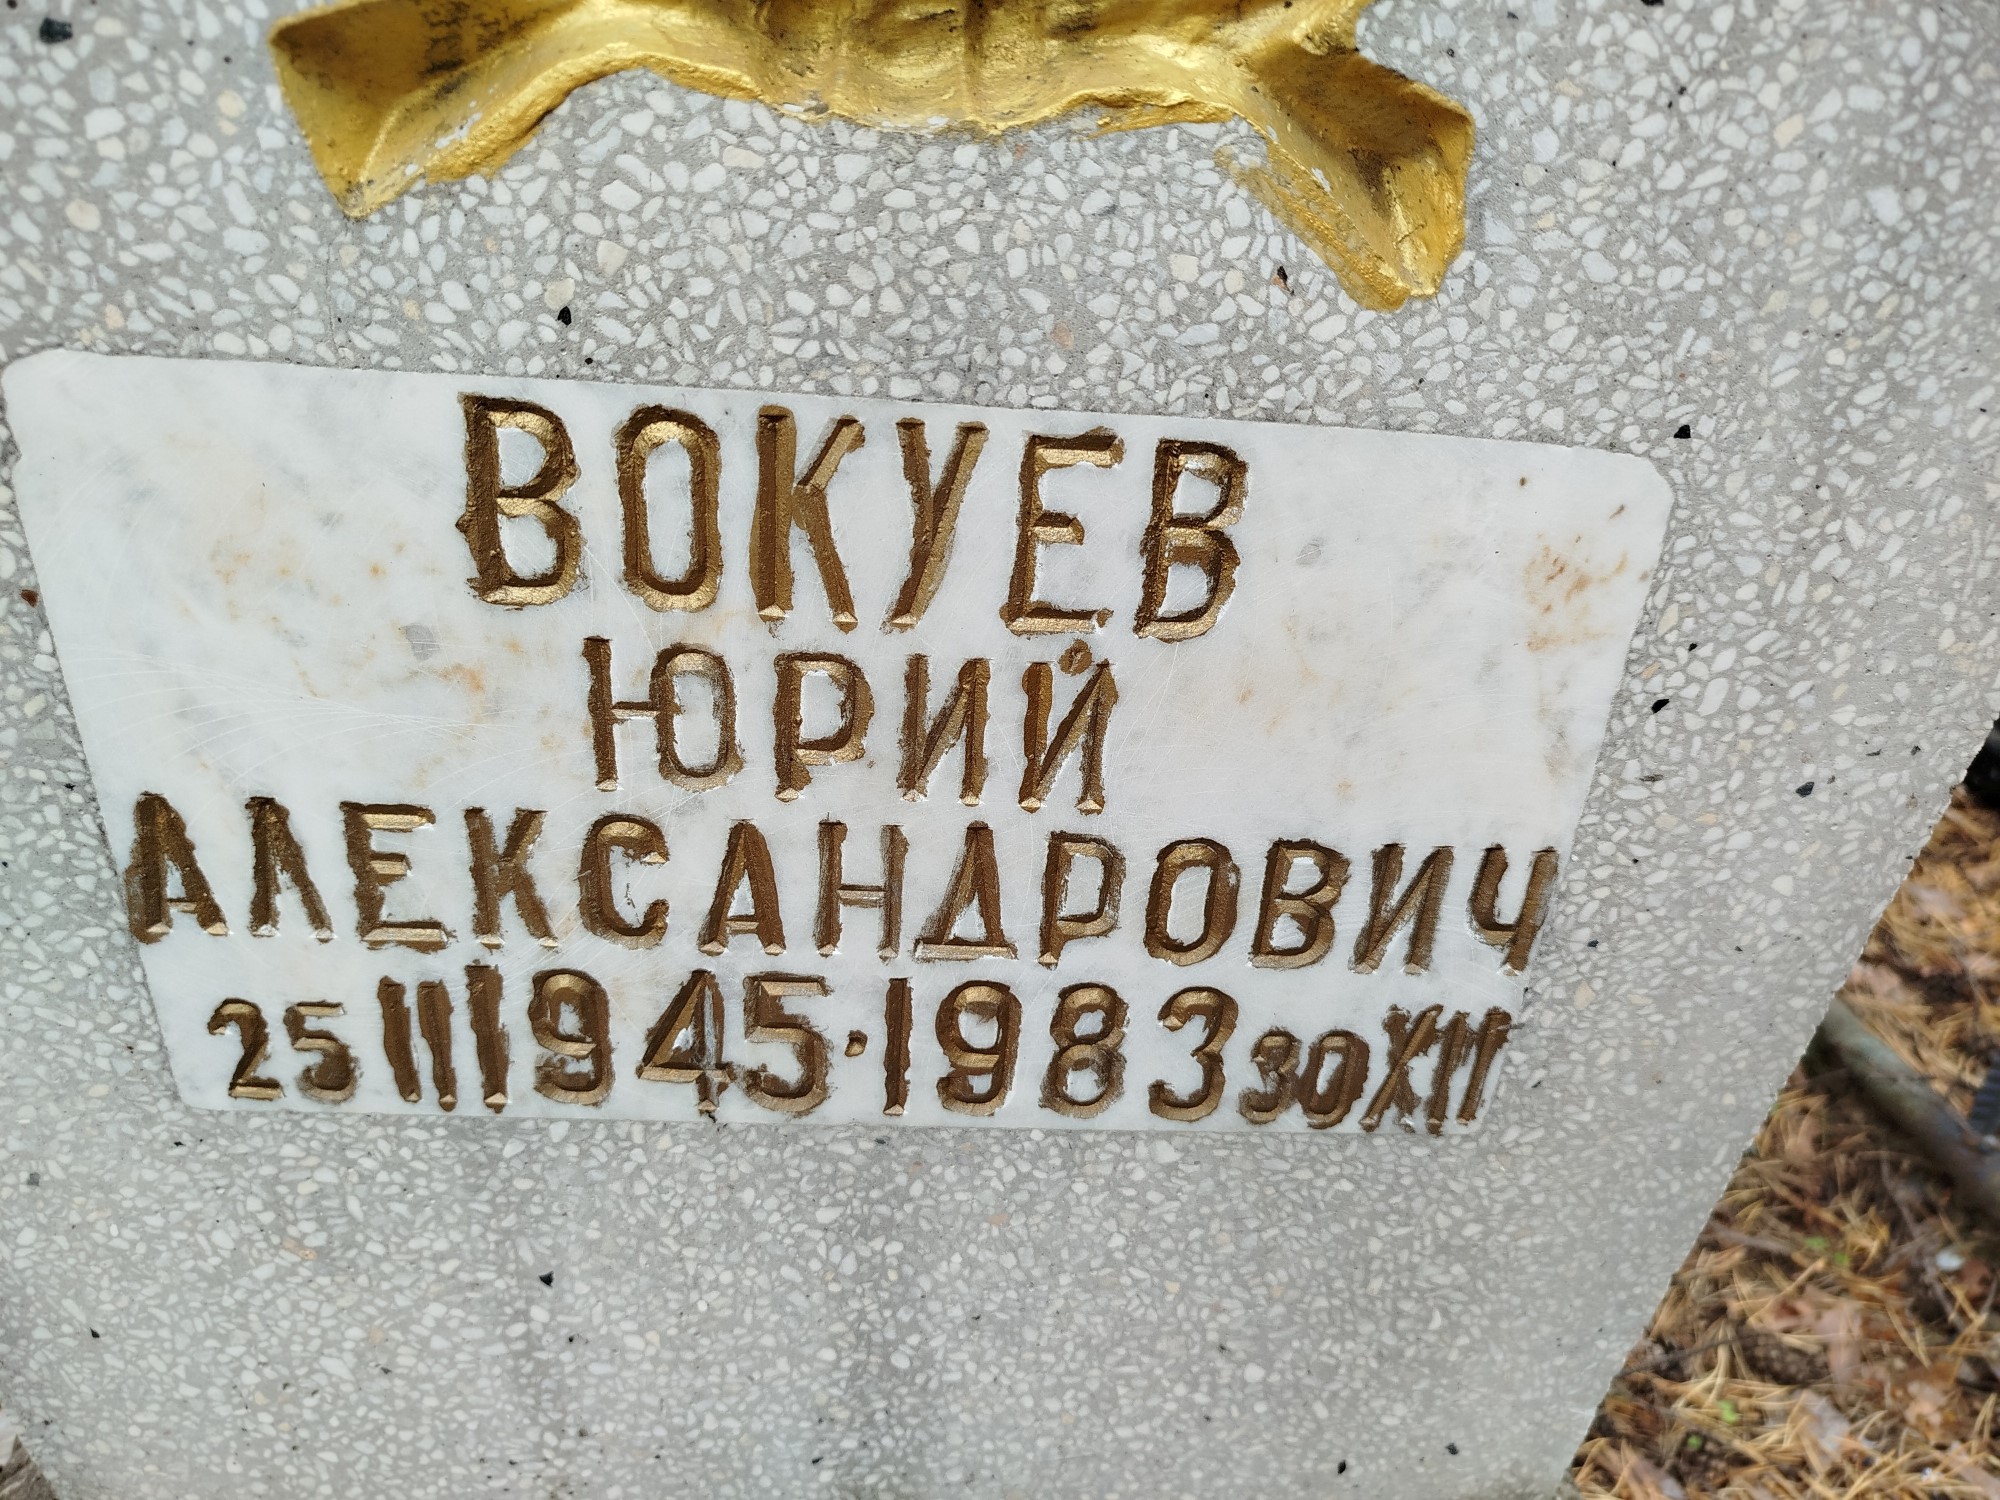 ВОКУЕВ
ЮРИЙ
АЛЕКСАНДРОВИЧ
25 III 1945·1983 30 XII